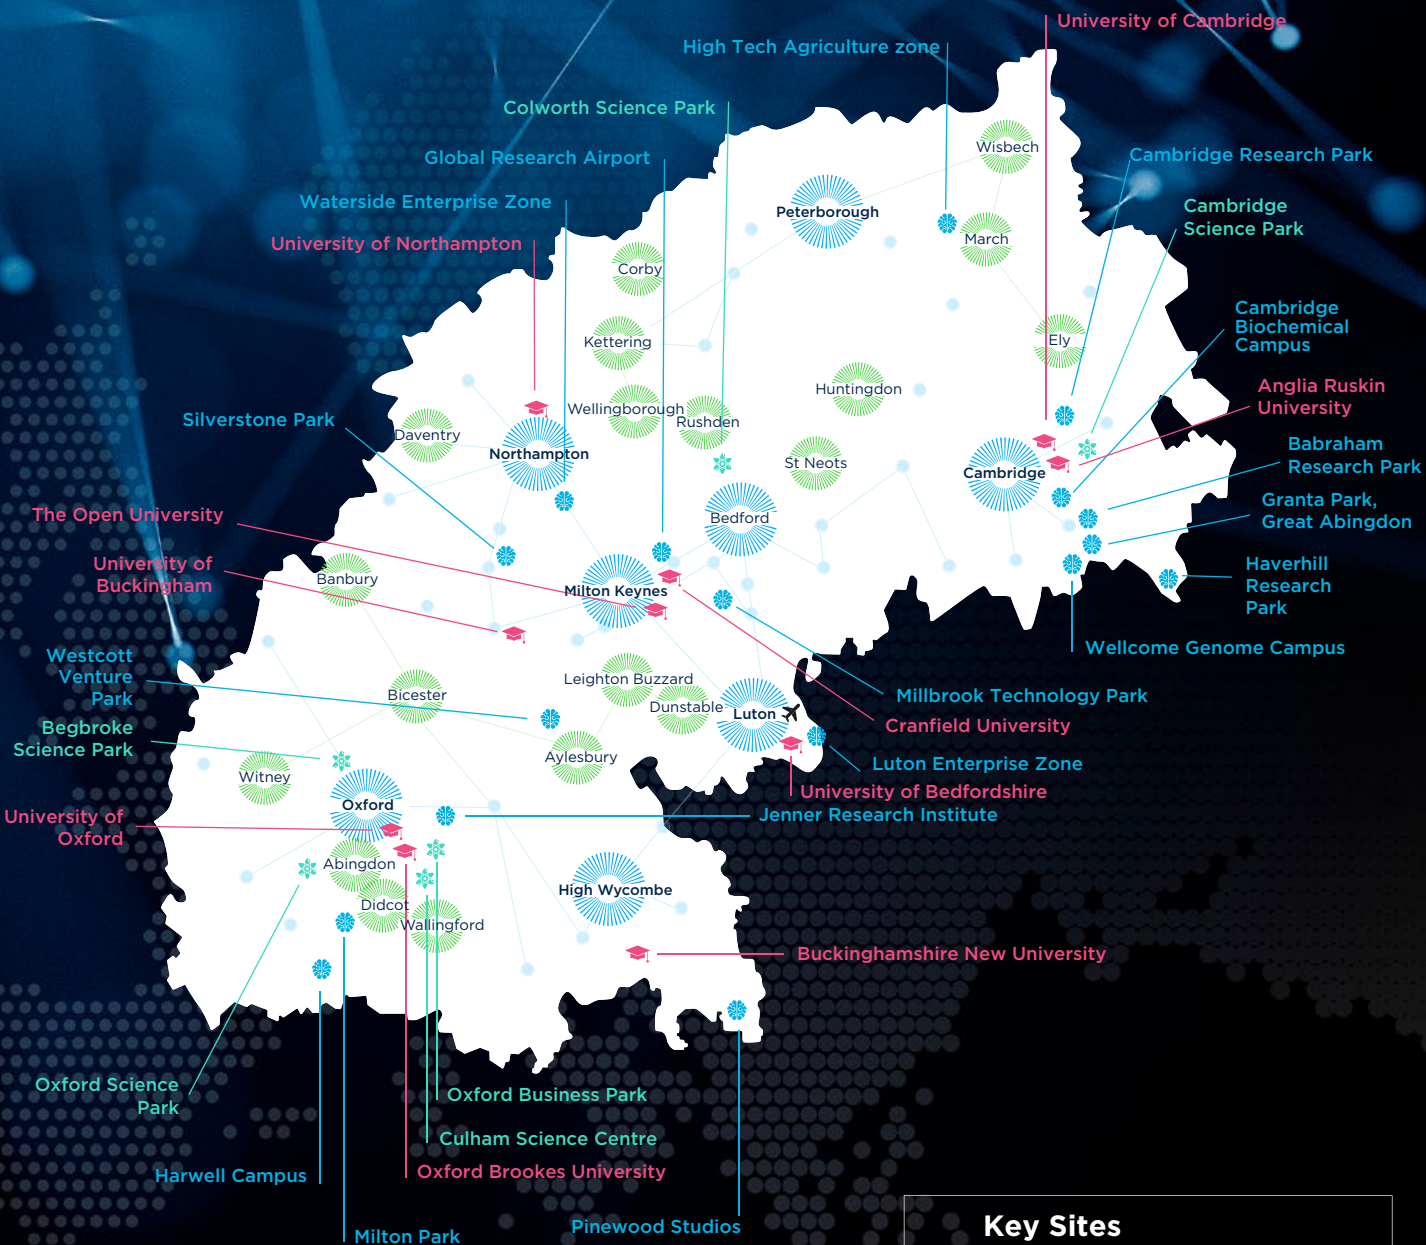 University of Cambridge
High Tech Agriculture zone
Colworth Science Park
Wisbech
Global Research Airport
Cambridge Research Park
Waterside Enterprise Zone
Peterborough
Cambridge
Science Park
University of Northampton
March
Corby
Cambridge
Biochemical
Campus
Kettering
Ely
Huntingdon
Anglia Ruskin
University
Wellingborough
Rushden
Silverstone Park
Daventry
Northampton
St Neots
Cambridge
Babraham
Research Park
The Open University
Bedford
Granta Park,
Great Abingdon
University of
Buckingham
Banbury
Milton Keynes
Haverhill
Research
Park
Wellcome Genome Campus
Westcott
Venture
Park
Leighton Buzzard
Bicester
Dunstable
Luton
Millbrook Technology Park
Cranfield University
Begbroke
Science Park
Aylesbury
Luton Enterprise Zone
Witney
University of Bedfordshire
Oxford
Jenner Research Institute
University of
Oxford
Abingdon
High Wycombe
Didcot
Wallingford
Buckinghamshire New University
Oxford Science
Park
Oxford Business Park
Culham Science Centre
Oxford Brookes University
Harwell Campus
Milton Park
Pinewood Studios
Key Sites